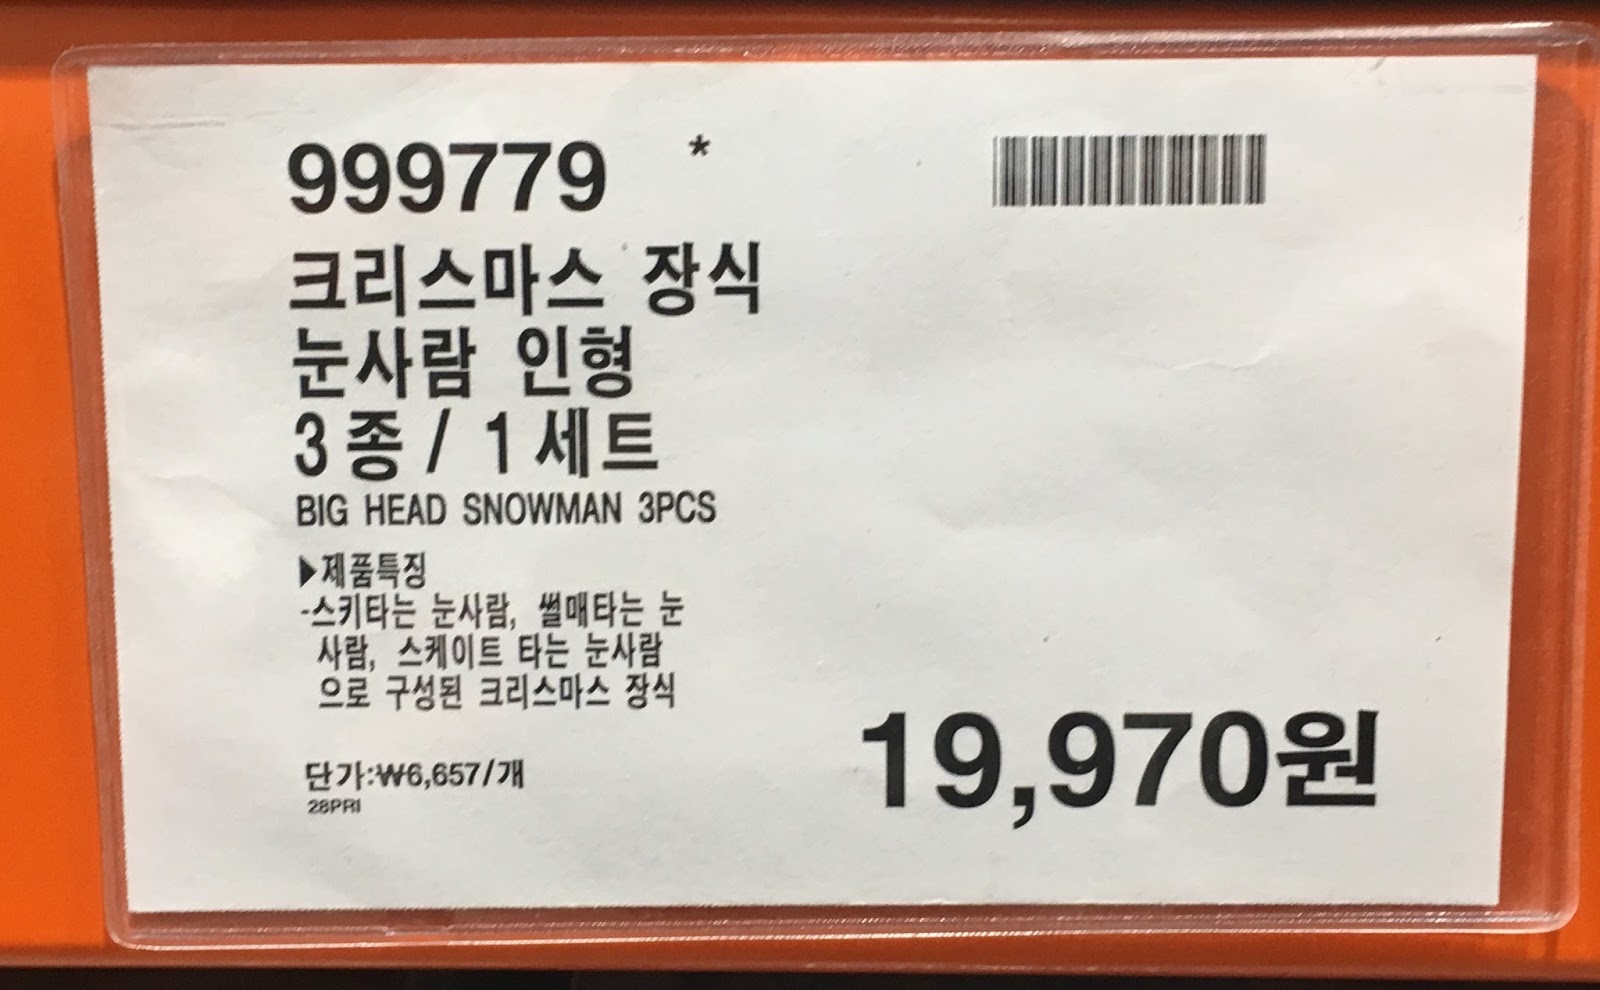 999779 *
크리스마스 장식
눈사람 인형
3종 / 1세트
BIG HEAD SNOWMAN 3PCS
▶제품특징
-스키타는 눈사람, 썰매타는 눈
사람, 스케이트 타는 눈사람
으로 구성된 크리스마스 장식
단가:₩6,657/개
28PRI
19,970원